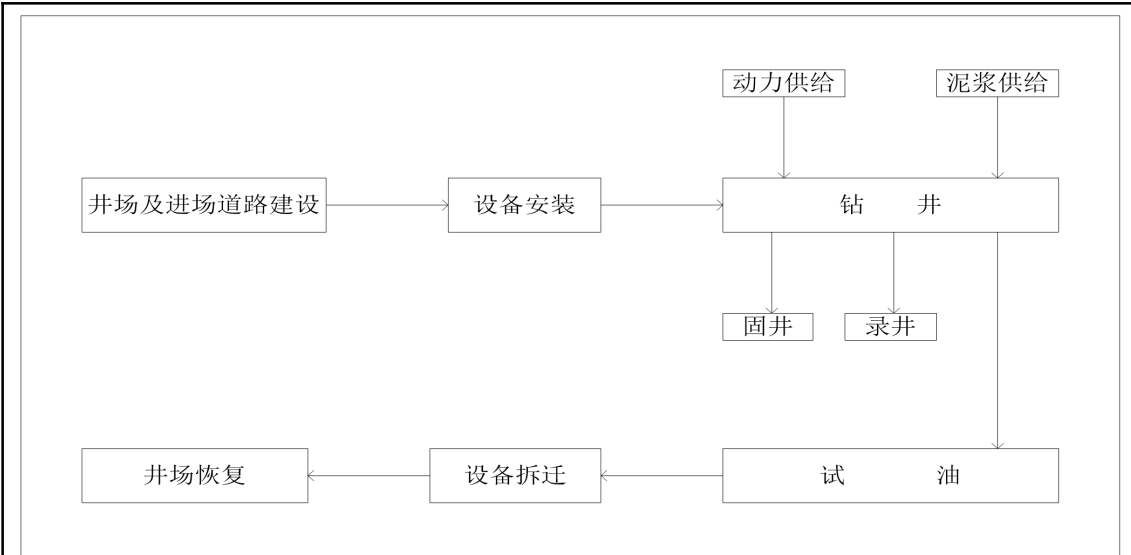 动力供给
泥浆供给
井场及进场道路建设
设备安装
钻 井
固井
录井
井场恢复
设备拆迁
试 油